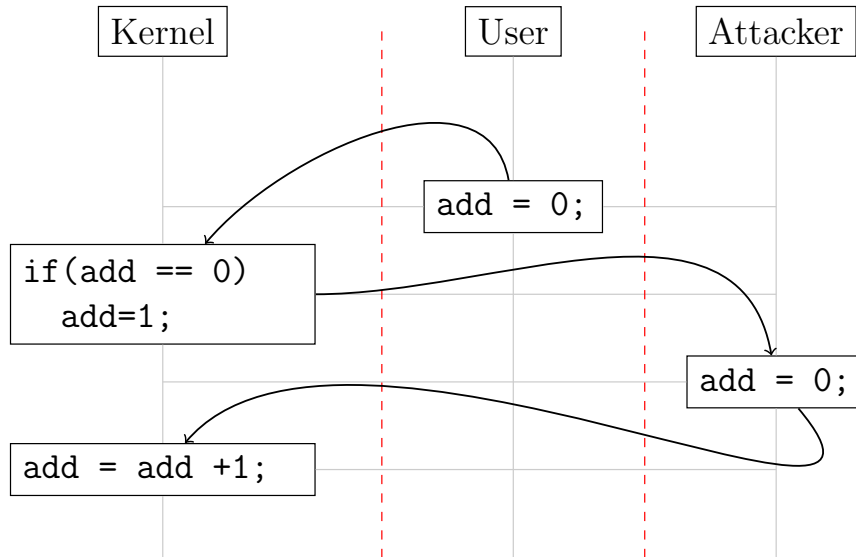 Kernel
User
Attacker
add = 0;
if(add == 0)
  add=1;
add = 0;
add = add +1;